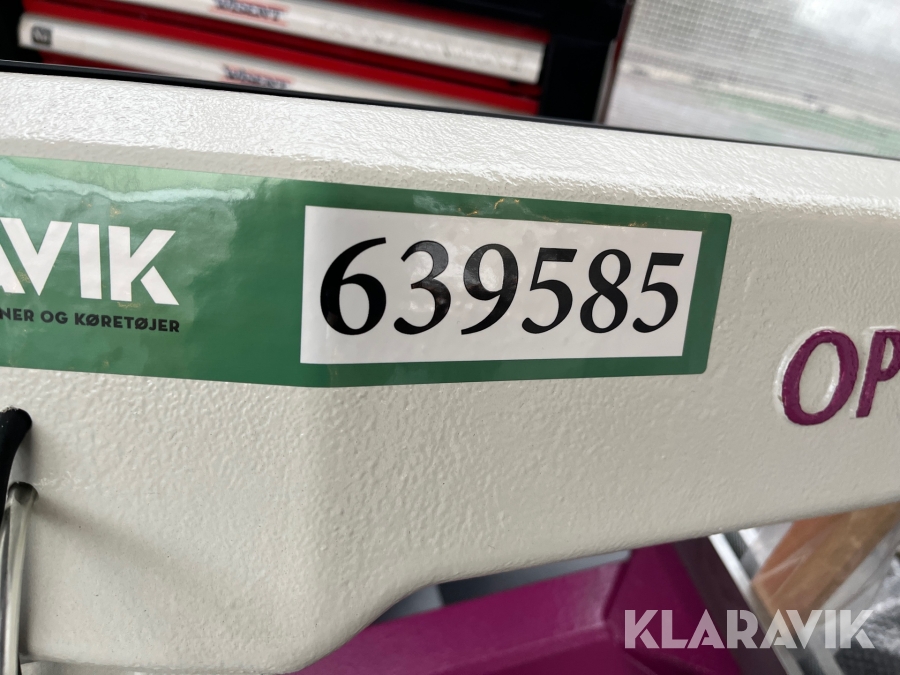 AVIK
NER OG KØRETØJER
639585
OP
KLARAVIK